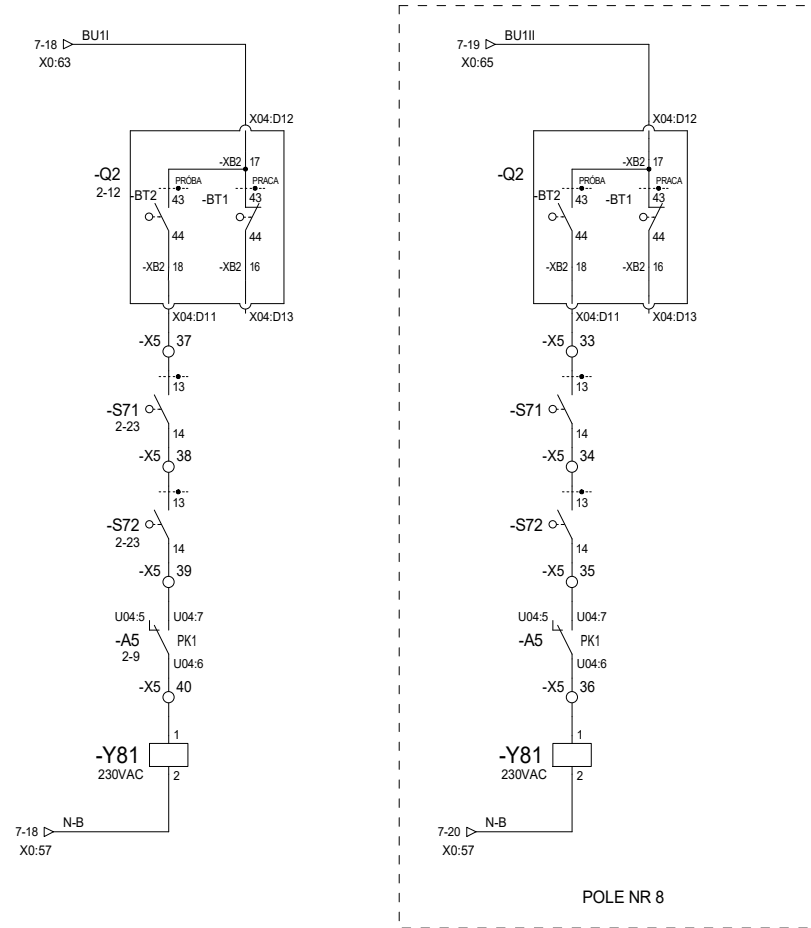 7-18 BU1I
X0:63
X04:D12
-XB2 17
-Q2
2-12
PRÓBA
PRACA
-BT2 43
-BT1 43
44
44
-XB2 18
-XB2 16
X04:D11
X04:D13
-X5 37
13
-S71
2-23
14
-X5 38
13
-S72
2-23
14
-X5 39
U04:5 U04:7
-A5 PK1
2-9
U04:6
-X5 40
1
-Y81
230VAC
2
7-18 N-B
X0:57
7-19 BU1II
X0:65
X04:D12
-XB2 17
-Q2
PRÓBA
PRACA
-BT2 43
-BT1 43
44
44
-XB2 18
-XB2 16
X04:D11
X04:D13
-X5 33
13
-S71
14
-X5 34
13
-S72
14
-X5 35
U04:5 U04:7
-A5 PK1
U04:6
-X5 36
1
-Y81
230VAC
2
7-20 N-B
X0:57
POLE NR 8